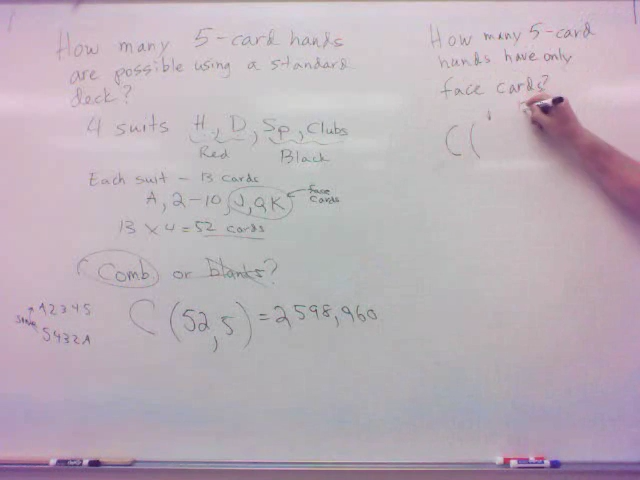 How many 5-card hands
are possible using a standard
deck?
4 suits H, D, Sp, Clubs
Red Black
Each suit - 13 cards
A, 2-10, J, Q K ← face cards
13 × 4 = 52 cards
Comb or blanks?
C (52, 5) = 2 598, 960
A2345
same
5432A
How many 5-card
hands have only
face cards?
C (